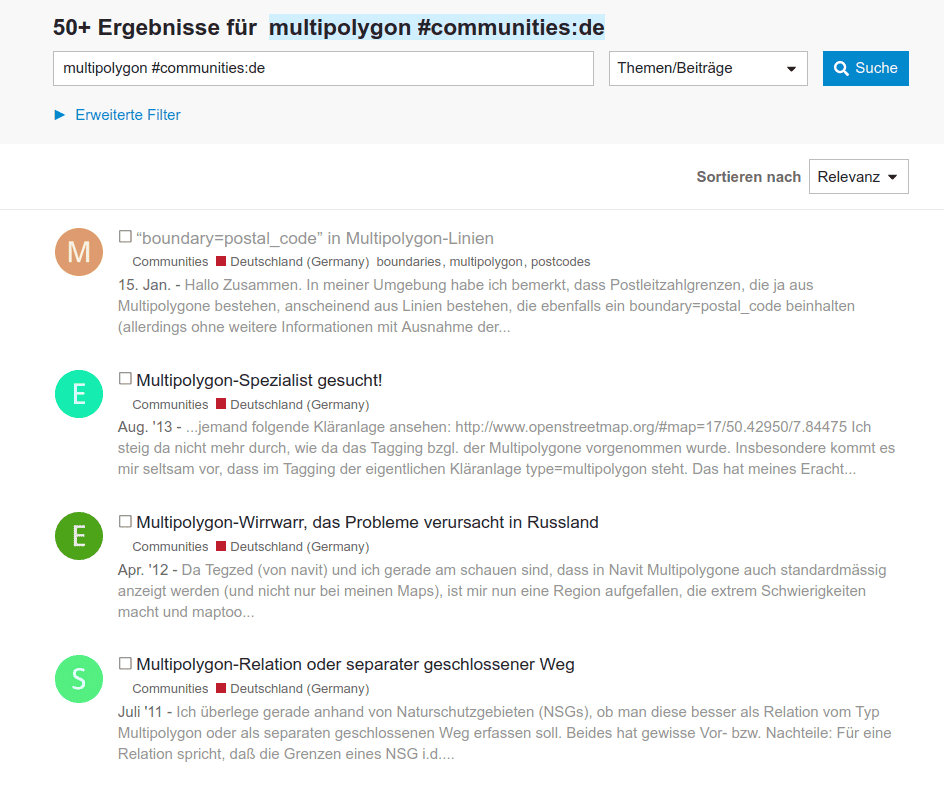 50+ Ergebnisse für multipolygon #communities:de
multipolygon #communities:de
Themen/Beiträge
Suche
Erweiterte Filter
Sortieren nach
Relevanz
M
“boundary=postal_code” in Multipolygon-Linien
Communities Deutschland (Germany) boundaries, multipolygon, postcodes
15. Jan. - Hallo Zusammen. In meiner Umgebung habe ich bemerkt, dass Postleitzahlgrenzen, die ja aus
Multipolygone bestehen, anscheinend aus Linien bestehen, die ebenfalls ein boundary=postal_code beinhalten
(allerdings ohne weitere Informationen mit Ausnahme der...
E
Multipolygon-Spezialist gesucht!
Communities Deutschland (Germany)
Aug. '13 - ...jemand folgende Kläranlage ansehen: http://www.openstreetmap.org/#map=17/50.42950/7.84475 Ich
steig da nicht mehr durch, wie da das Tagging bzgl. der Multipolygone vorgenommen wurde. Insbesondere kommt es
mir seltsam vor, dass im Tagging der eigentlichen Kläranlage type=multipolygon steht. Das hat meines Eracht...
E
Multipolygon-Wirrwarr, das Probleme verursacht in Russland
Communities Deutschland (Germany)
Apr. '12 - Da Tegzed (von navit) und ich gerade am schauen sind, dass in Navit Multipolygone auch standardmässig
anzeigt werden (und nicht nur bei meinen Maps), ist mir nun eine Region aufgefallen, die extrem Schwierigkeiten
macht und maptoo...
S
Multipolygon-Relation oder separater geschlossener Weg
Communities Deutschland (Germany)
Juli '11 - Ich überlege gerade anhand von Naturschutzgebieten (NSGs), ob man diese besser als Relation vom Typ
Multipolygon oder als separaten geschlossenen Weg erfassen soll. Beides hat gewisse Vor- bzw. Nachteile: Für eine
Relation spricht, daß die Grenzen eines NSG i.d....